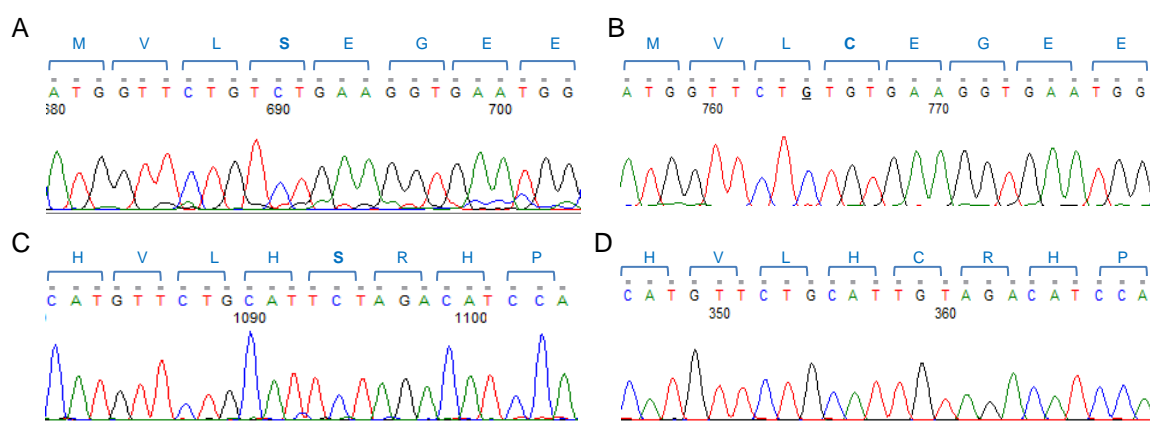 A
M V L S E G E E
A T G G T T C T G T C T G A A G G T G A A T G G
680 690 700
B
M V L C E G E E
A T G G T T C T G T G T G A A G G T G A A T G G
760 770
C
H V L H S R H P
C A T G T T C T G C A T T C T A G A C A T C C A
1090 1100
D
H V L H C R H P
C A T G T T C T G C A T T G T A G A C A T C C A
350 360